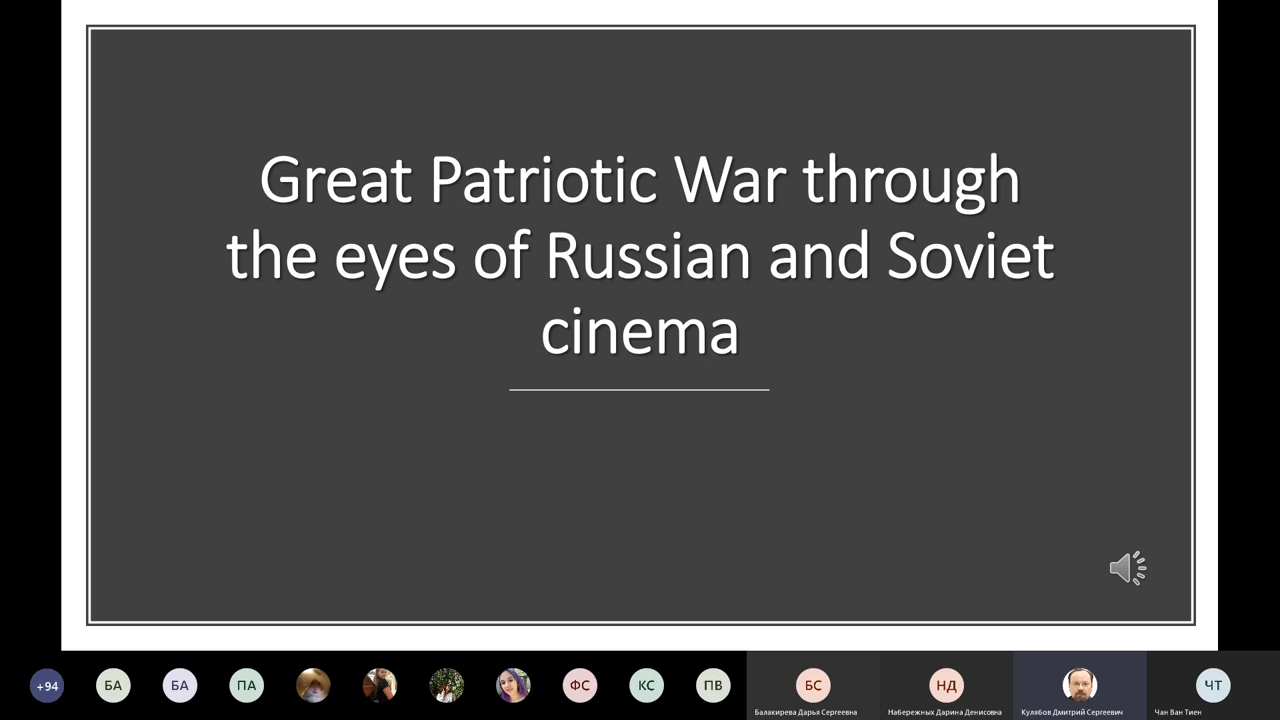 Great Patriotic War through
the eyes of Russian and Soviet
cinema
+94
БА
БА
ПА
ФС
КС
ПВ
БС
НД
ЧТ
Балакирева Дарья Сергеевна
Набережных Дарина Денисовна
Кулябов Дмитрий Сергеевич
Чан Ван Тиен